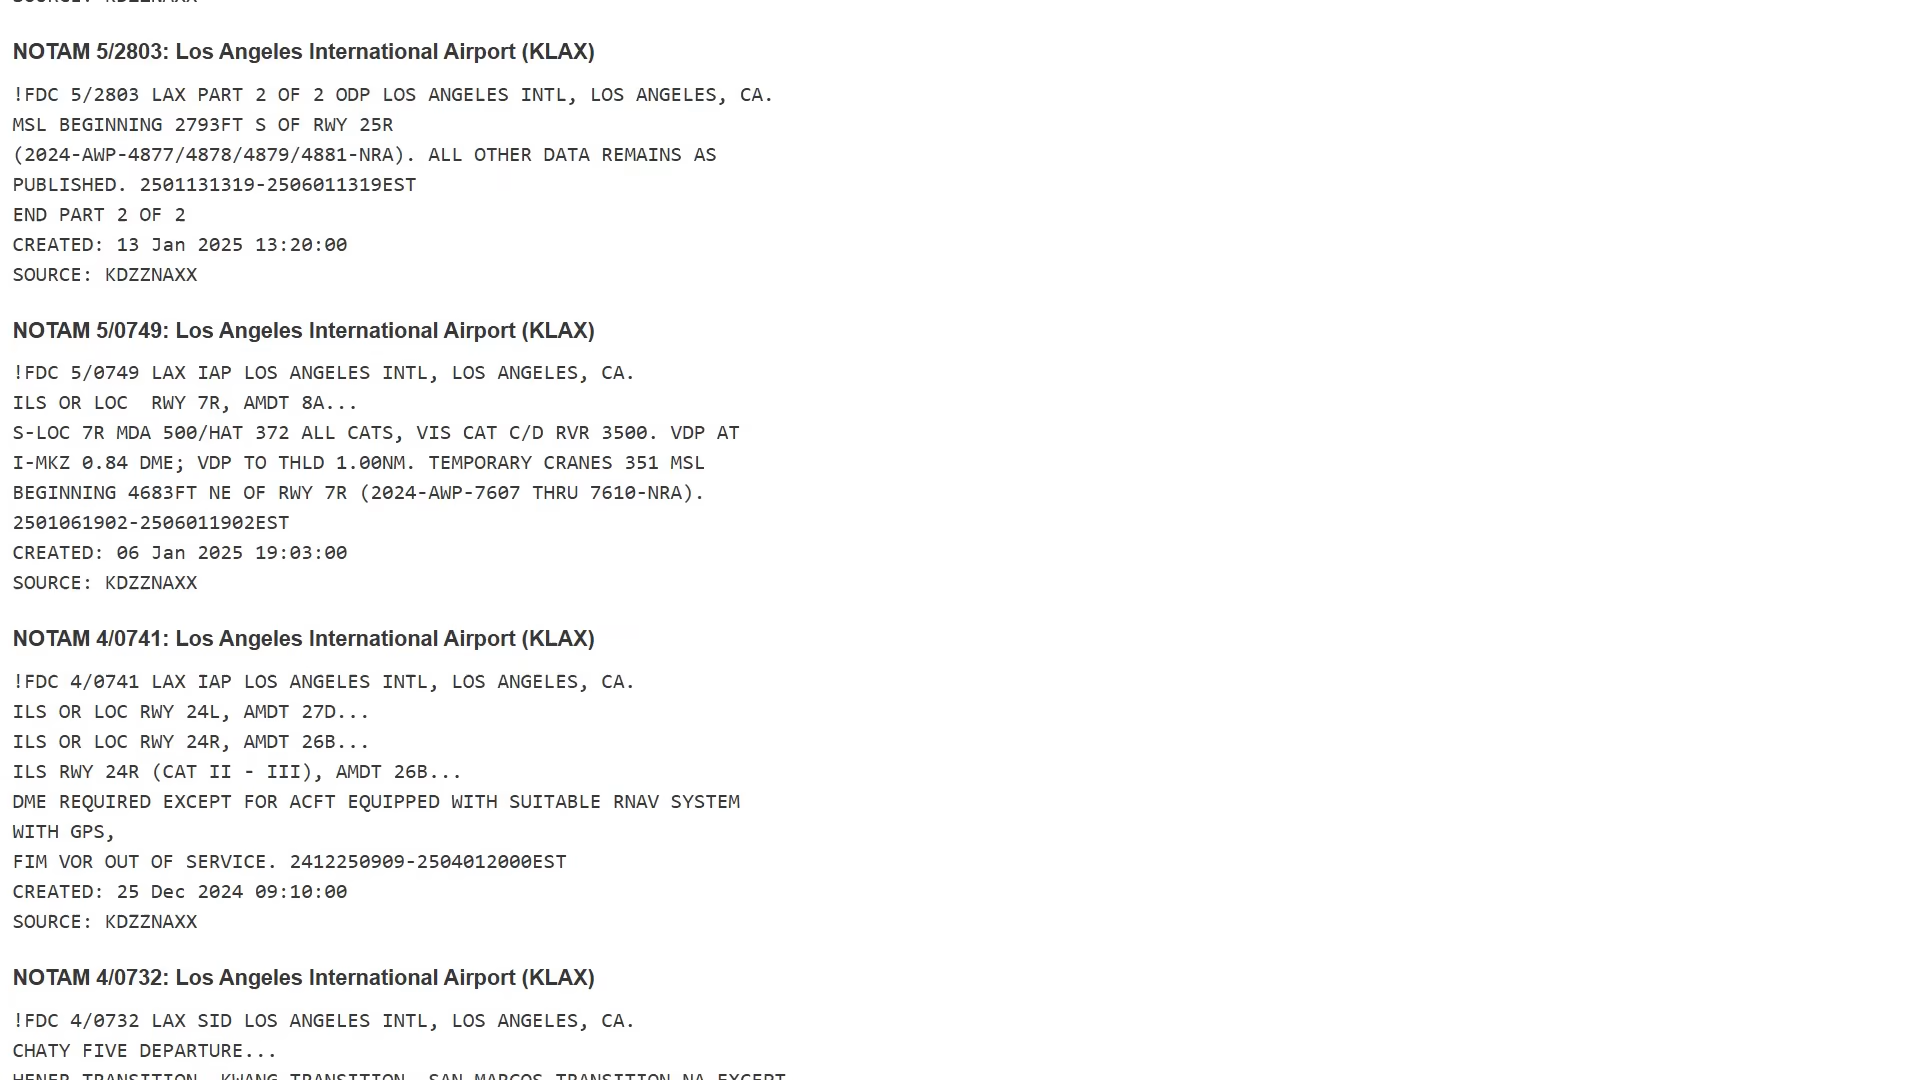 SOURCE: KDZZNAXX
NOTAM 5/2803: Los Angeles International Airport (KLAX)
!FDC 5/2803 LAX PART 2 OF 2 ODP LOS ANGELES INTL, LOS ANGELES, CA.
MSL BEGINNING 2793FT S OF RWY 25R
(2024-AWP-4877/4878/4879/4881-NRA). ALL OTHER DATA REMAINS AS
PUBLISHED. 2501131319-2506011319EST
END PART 2 OF 2
CREATED: 13 Jan 2025 13:20:00
SOURCE: KDZZNAXX
NOTAM 5/0749: Los Angeles International Airport (KLAX)
!FDC 5/0749 LAX IAP LOS ANGELES INTL, LOS ANGELES, CA.
ILS OR LOC  RWY 7R, AMDT 8A...
S-LOC 7R MDA 500/HAT 372 ALL CATS, VIS CAT C/D RVR 3500. VDP AT
I-MKZ 0.84 DME; VDP TO THLD 1.00NM. TEMPORARY CRANES 351 MSL
BEGINNING 4683FT NE OF RWY 7R (2024-AWP-7607 THRU 7610-NRA).
2501061902-2506011902EST
CREATED: 06 Jan 2025 19:03:00
SOURCE: KDZZNAXX
NOTAM 4/0741: Los Angeles International Airport (KLAX)
!FDC 4/0741 LAX IAP LOS ANGELES INTL, LOS ANGELES, CA.
ILS OR LOC RWY 24L, AMDT 27D...
ILS OR LOC RWY 24R, AMDT 26B...
ILS RWY 24R (CAT II - III), AMDT 26B...
DME REQUIRED EXCEPT FOR ACFT EQUIPPED WITH SUITABLE RNAV SYSTEM
WITH GPS,
FIM VOR OUT OF SERVICE. 2412250909-2504012000EST
CREATED: 25 Dec 2024 09:10:00
SOURCE: KDZZNAXX
NOTAM 4/0732: Los Angeles International Airport (KLAX)
!FDC 4/0732 LAX SID LOS ANGELES INTL, LOS ANGELES, CA.
CHATY FIVE DEPARTURE...
HENER TRANSITION, KWANG TRANSITION, SAN MARCOS TRANSITION NA EXCEPT